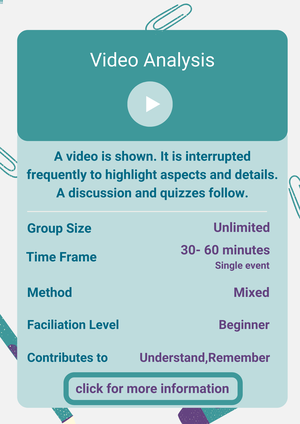 Video Analysis
A video is shown. It is interrupted
frequently to highlight aspects and details.
A discussion and quizzes follow.
Group Size Unlimited
Time Frame 30- 60 minutes
Single event
Method Mixed
Faciliation Level Beginner
Contributes to Understand,Remember
click for more information